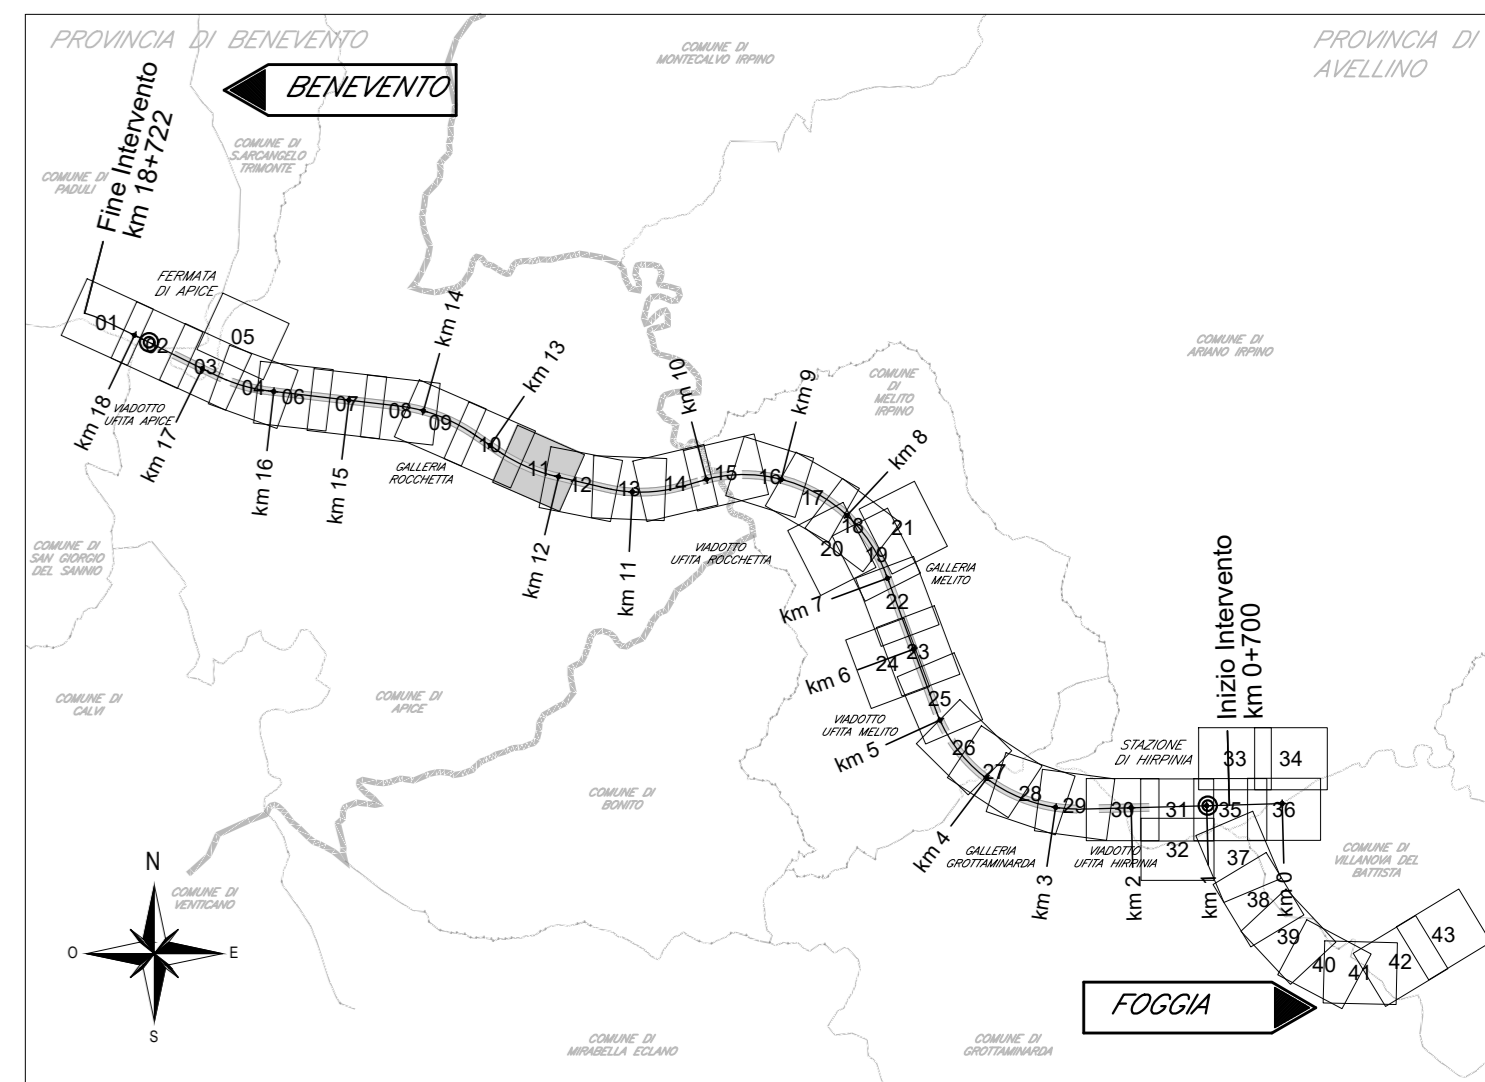 PROVINCIA DI BENEVENTO
COMUNE DI
MONTECALVO IRPINO
PROVINCIA DI
AVELLINO
BENEVENTO
Fine Intervento
km 18+722
COMUNE DI
S.ARCANGELO
TRIMONTE
COMUNE DI
PADULI
FERMATA
DI APICE
01
02
03
04
05
06
07
08
09
10
11
12
13
14
15
16
17
18
19
20
21
22
23
24
25
26
27
28
29
30
31
32
33
34
35
36
37
38
39
40
41
42
43
km 18
km 17
km 16
km 15
km 14
km 13
km 12
km 11
km 10
km 9
km 8
km 7
km 6
km 5
km 4
km 3
km 2
km 1
km 0
VIADOTTO
UFITA APICE
GALLERIA
ROCCHETTA
VIADOTTO
UFITA ROCCHETTA
COMUNE DI
ARIANO IRPINO
COMUNE
DI
MELITO
IRPINO
GALLERIA
MELITO
COMUNE DI
SAN GIORGIO
DEL SANNIO
Inizio Intervento
km 0+700
COMUNE DI
CALVI
COMUNE DI
APICE
VIADOTTO
UFITA MELITO
STAZIONE
DI HIRPINIA
COMUNE DI
BONITO
GALLERIA
GROTTAMINARDA
VIADOTTO
UFITA HIRPINIA
COMUNE DI
VILLANOVA DEL
BATTISTA
COMUNE DI
VENTICANO
N
O
E
S
FOGGIA
COMUNE DI
MIRABELLA ECLANO
COMUNE DI
GROTTAMINARDA